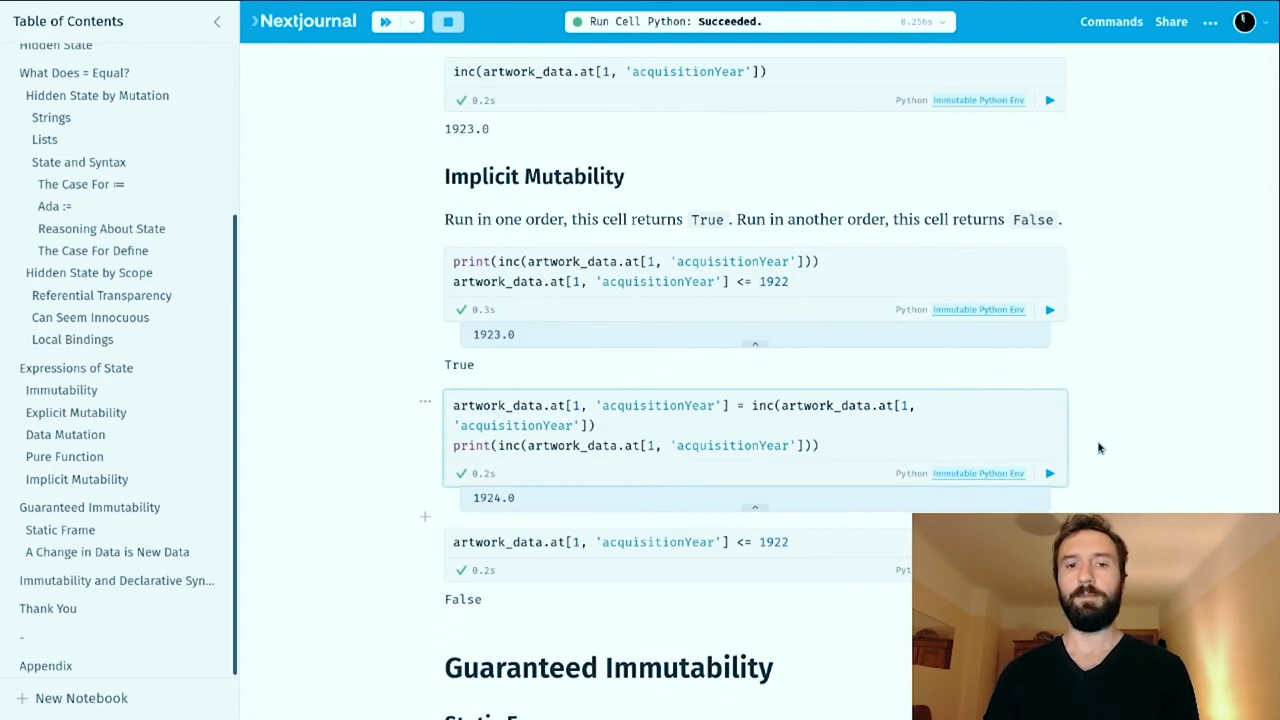 Table of Contents
Hidden State
What Does = Equal?
Hidden State by Mutation
Strings
Lists
State and Syntax
The Case For ≔
Ada :=
Reasoning About State
The Case For Define
Hidden State by Scope
Referential Transparency
Can Seem Innocuous
Local Bindings
Expressions of State
Immutability
Explicit Mutability
Data Mutation
Pure Function
Implicit Mutability
Guaranteed Immutability
Static Frame
A Change in Data is New Data
Immutability and Declarative Syn...
Thank You
-
Appendix
New Notebook
Nextjournal
Run Cell Python: Succeeded.
0.256s
Commands
Share
inc(artwork_data.at[1, 'acquisitionYear'])
0.2s
Python Immutable Python Env
1923.0
Implicit Mutability
Run in one order, this cell returns True. Run in another order, this cell returns False.
print(inc(artwork_data.at[1, 'acquisitionYear']))
artwork_data.at[1, 'acquisitionYear'] <= 1922
0.3s
Python Immutable Python Env
1923.0
True
artwork_data.at[1, 'acquisitionYear'] = inc(artwork_data.at[1,
'acquisitionYear'])
print(inc(artwork_data.at[1, 'acquisitionYear']))
0.2s
Python Immutable Python Env
1924.0
artwork_data.at[1, 'acquisitionYear'] <= 1922
0.2s
Pyt
False
Guaranteed Immutability